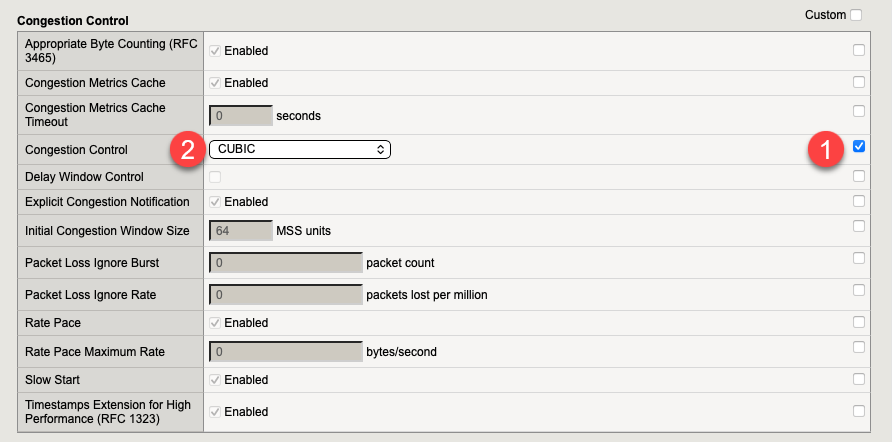 Custom
Congestion Control
Appropriate Byte Counting (RFC
3465)
Enabled
Congestion Metrics Cache
Enabled
Congestion Metrics Cache
Timeout
0 seconds
Congestion Control
2
CUBIC
1
Delay Window Control
Explicit Congestion Notification
Enabled
Initial Congestion Window Size
64 MSS units
Packet Loss Ignore Burst
0 packet count
Packet Loss Ignore Rate
0 packets lost per million
Rate Pace
Enabled
Rate Pace Maximum Rate
0 bytes/second
Slow Start
Enabled
Timestamps Extension for High
Performance (RFC 1323)
Enabled